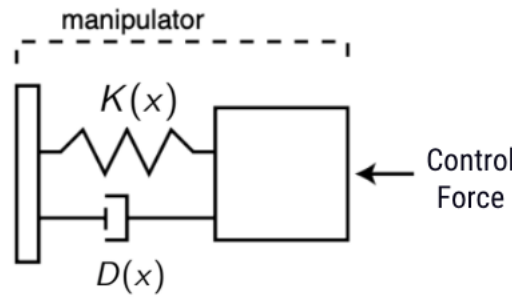 manipulator
K(x)
Control
Force
D(x)